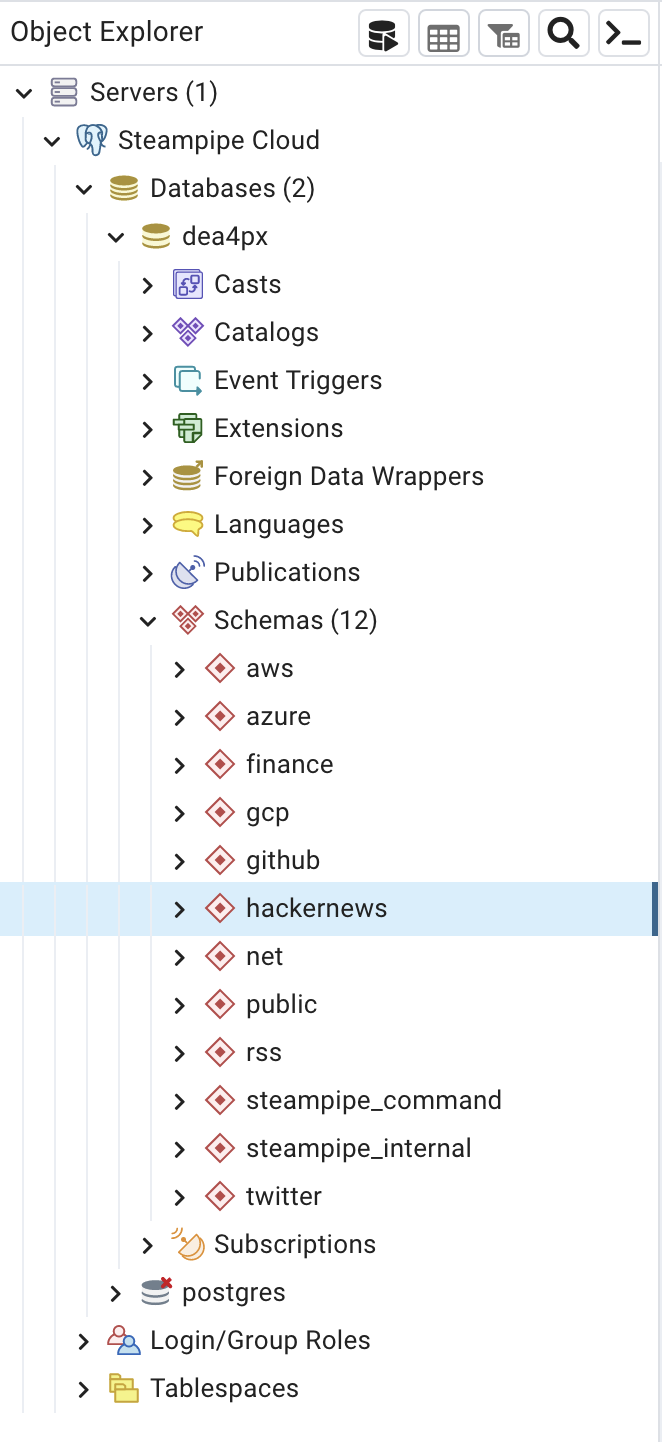 Object Explorer
Servers (1)
Steampipe Cloud
Databases (2)
dea4px
Casts
Catalogs
Event Triggers
Extensions
Foreign Data Wrappers
Languages
Publications
Schemas (12)
aws
azure
finance
gcp
github
hackernews
net
public
rss
steampipe_command
steampipe_internal
twitter
Subscriptions
postgres
Login/Group Roles
Tablespaces